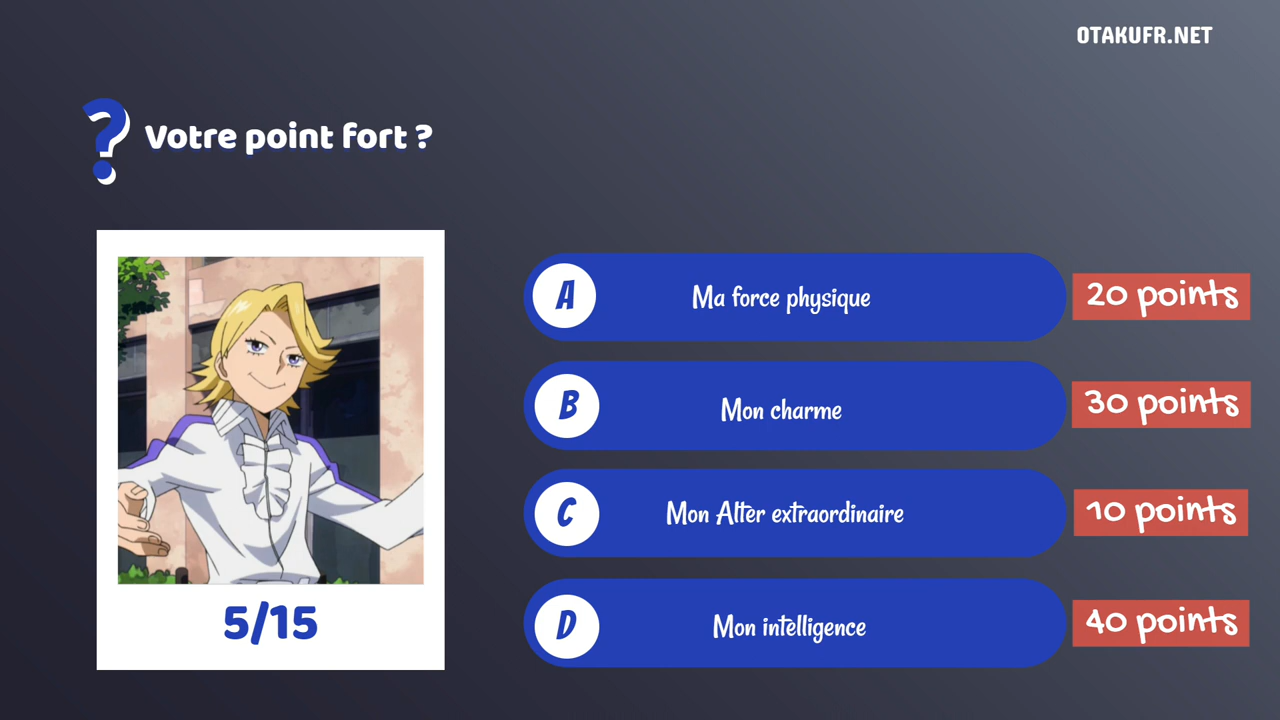 OTAKUFR.NET
? Votre point fort ?
A Ma force physique 20 points
B Mon charme 30 points
C Mon Alter extraordinaire 10 points
D Mon intelligence 40 points
5/15